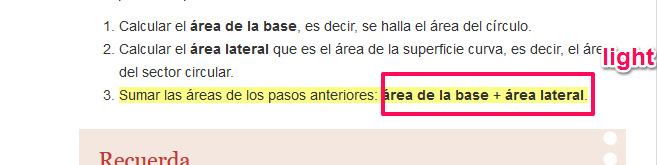 1. Calcular el área de la base, es decir, se halla el área del círculo.
2. Calcular el área lateral que es el área de la superficie curva, es decir, el áre
light
del sector circular.
3. Sumar las áreas de los pasos anteriores: área de la base + área lateral.
Recuerda